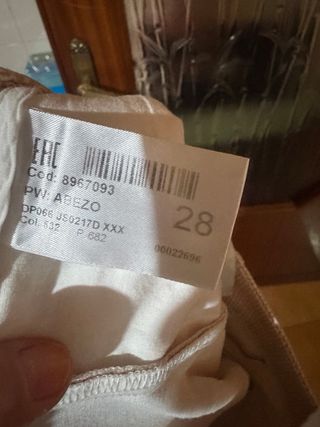 EAC
Cod: 8967093
PW: ABEZO
28
DP066 JS0217D XXX
Col: 532 P 682
00022696